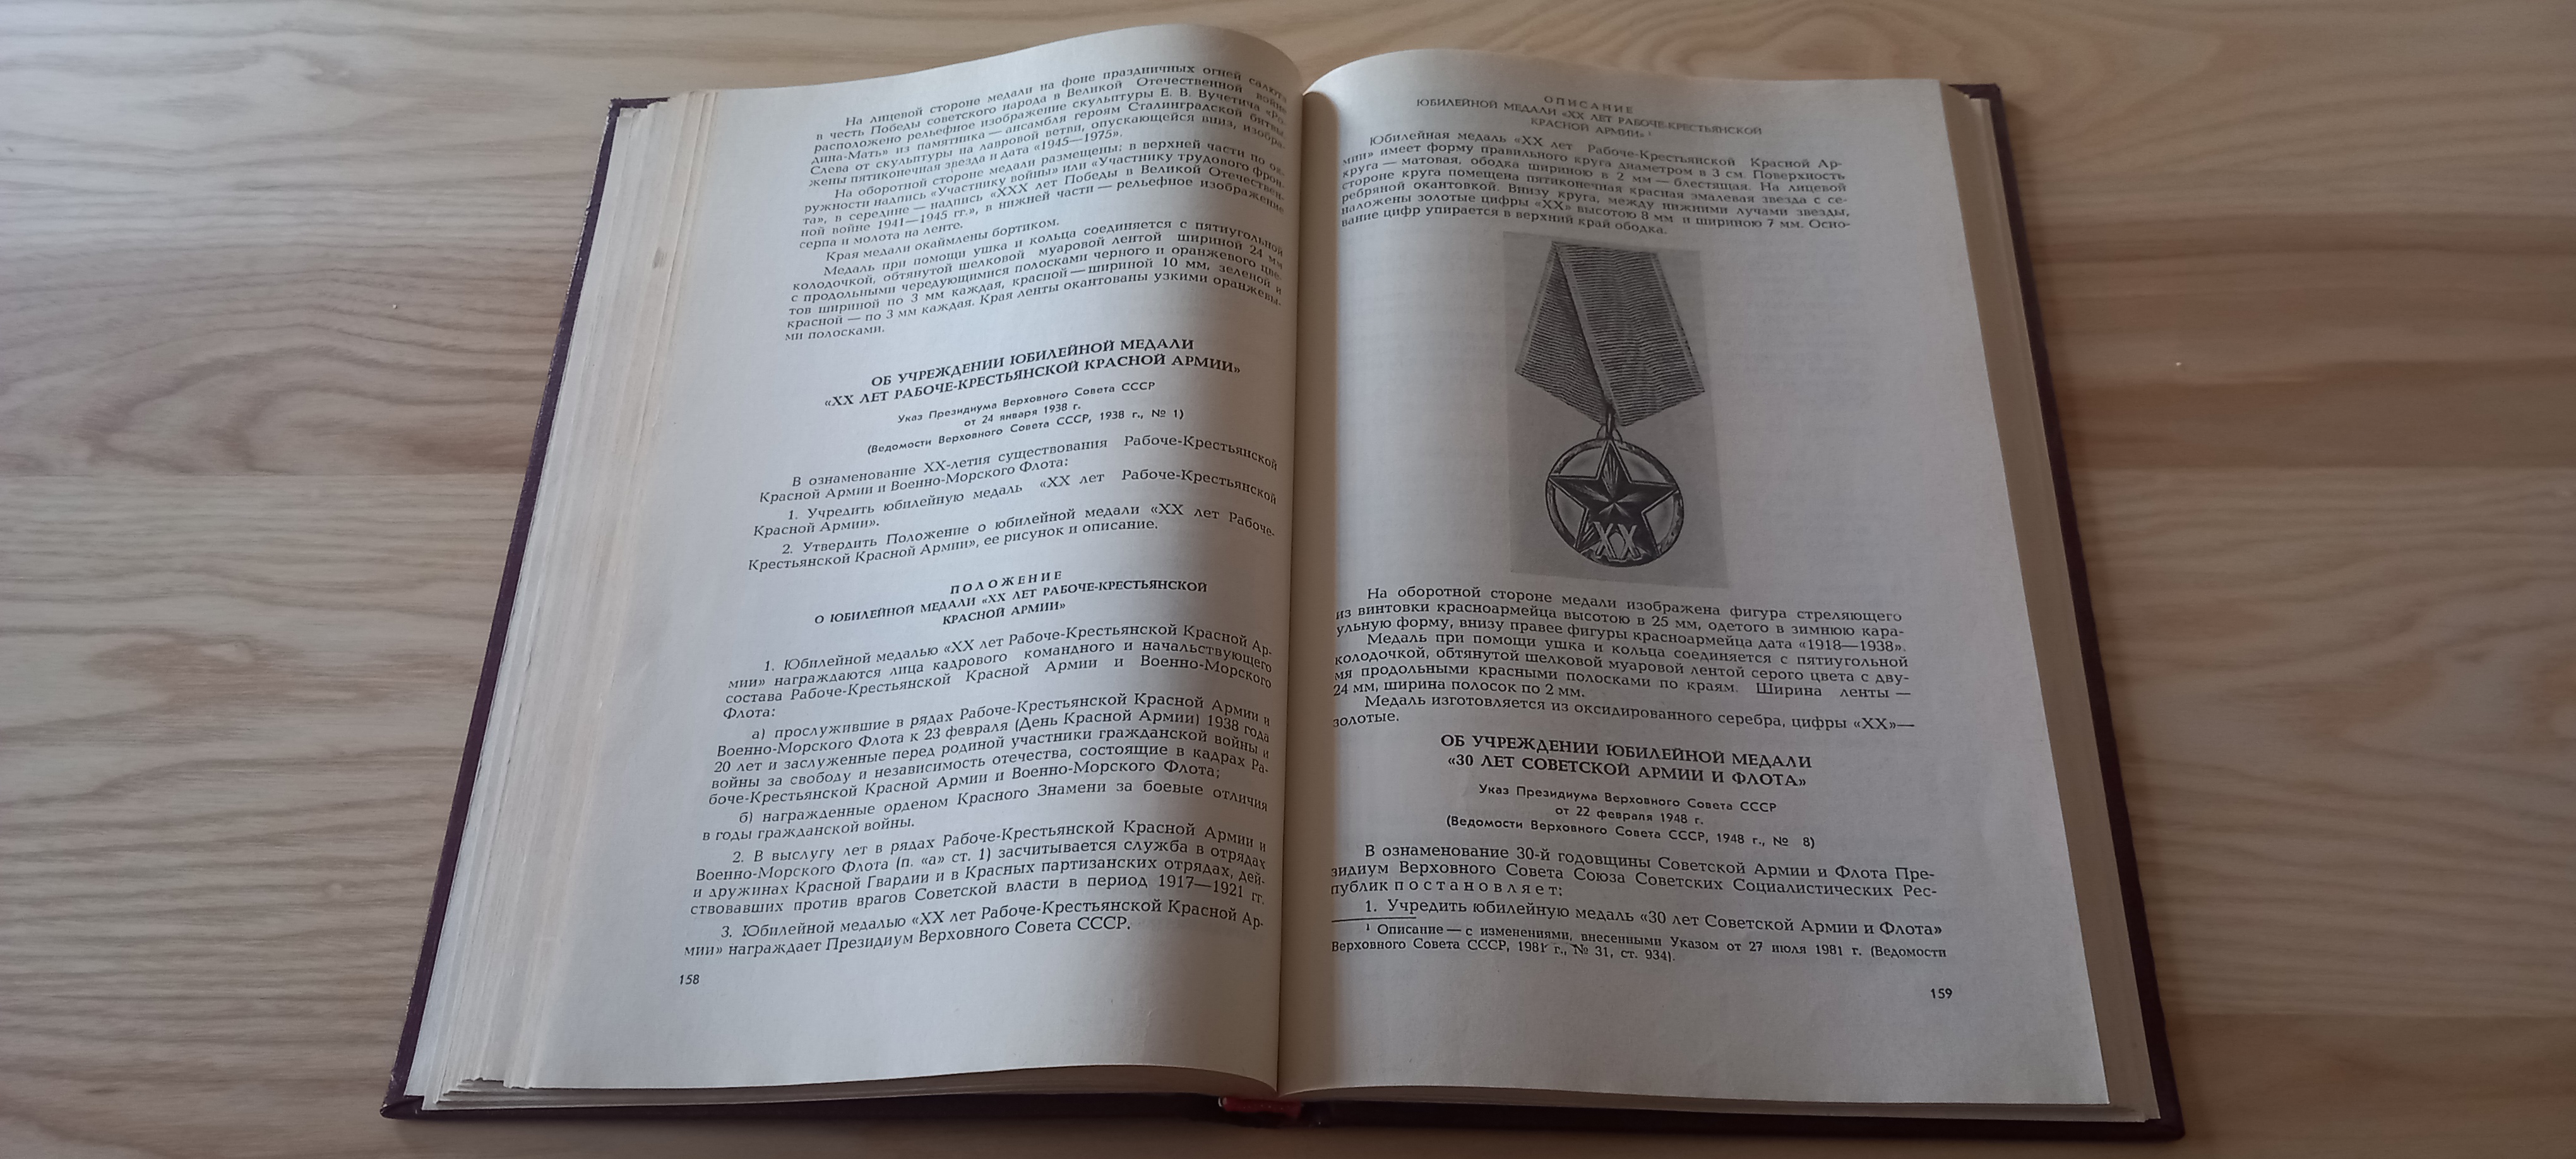 На лицевой стороне медали на фоне праздничных огней салюта
в честь Победы советского народа в Великой Отечественной войне
расположено рельефное изображение скульптуры Е. В. Вучетича «Ро-
дина-Мать» из памятника — ансамбля героям Сталинградской битвы.
Слева от скульптуры на лавровой ветви, опускающейся вниз, изобра-
жены пятиконечная звезда и дата «1945—1975».
На оборотной стороне медали размещены: в верхней части по ок-
ружности надпись «Участнику войны» или «Участнику трудового фрон-
та», в середине — надпись «XXX лет Победы в Великой Отечествен-
ной войне 1941—1945 гг.», в нижней части — рельефное изображение
серпа и молота на ленте.
Края медали окаймлены бортиком.
Медаль при помощи ушка и кольца соединяется с пятиугольной
колодочкой, обтянутой шелковой муаровой лентой шириной 24 мм
с продольными чередующимися полосками черного и оранжевого цве-
тов шириной по 3 мм каждая, красной — шириной 10 мм, зеленой и
красной — по 3 мм каждая. Края ленты окантованы узкими оранжевы-
ми полосками.
ОБ УЧРЕЖДЕНИИ ЮБИЛЕЙНОЙ МЕДАЛИ
«XX ЛЕТ РАБОЧЕ-КРЕСТЬЯНСКОЙ КРАСНОЙ АРМИИ»
Указ Президиума Верховного Совета СССР
от 24 января 1938 г.
(Ведомости Верховного Совета СССР, 1938 г., № 1)
В ознаменование XX-летия существования Рабоче-Крестьянской
Красной Армии и Военно-Морского Флота:
1. Учредить юбилейную медаль «XX лет Рабоче-Крестьянской
Красной Армии».
2. Утвердить Положение о юбилейной медали «XX лет Рабоче-
Крестьянской Красной Армии», ее рисунок и описание.
ПОЛОЖЕНИЕ
О ЮБИЛЕЙНОЙ МЕДАЛИ «XX ЛЕТ РАБОЧЕ-КРЕСТЬЯНСКОЙ
КРАСНОЙ АРМИИ»
1. Юбилейной медалью «XX лет Рабоче-Крестьянской Красной Ар-
мии» награждаются лица кадрового командного и начальствующего
состава Рабоче-Крестьянской Красной Армии и Военно-Морского
Флота:
а) прослужившие в рядах Рабоче-Крестьянской Красной Армии и
Военно-Морского Флота к 23 февраля (День Красной Армии) 1938 года
20 лет и заслуженные перед родиной участники гражданской войны и
войны за свободу и независимость отечества, состоящие в кадрах Ра-
боче-Крестьянской Красной Армии и Военно-Морского Флота;
б) награжденные орденом Красного Знамени за боевые отличия
в годы гражданской войны.
2. В выслугу лет в рядах Рабоче-Крестьянской Красной Армии и
Военно-Морского Флота (п. «а» ст. 1) засчитывается служба в отрядах
и дружинах Красной Гвардии и в Красных партизанских отрядах, дей-
ствовавших против врагов Советской власти в период 1917—1921 гг.
3. Юбилейной медалью «XX лет Рабоче-Крестьянской Красной Ар-
мии» награждает Президиум Верховного Совета СССР.
158
ОПИСАНИЕ
ЮБИЛЕЙНОЙ МЕДАЛИ «XX ЛЕТ РАБОЧЕ-КРЕСТЬЯНСКОЙ
КРАСНОЙ АРМИИ» ¹
Юбилейная медаль «XX лет Рабоче-Крестьянской Красной Ар-
мии» имеет форму правильного круга диаметром в 3 см. Поверхность
круга — матовая, ободка шириною в 2 мм — блестящая. На лицевой
стороне круга помещена пятиконечная красная эмалевая звезда с се-
ребряной окантовкой. Внизу круга, между нижними лучами звезды,
наложены золотые цифры «XX» высотою 8 мм и шириною 7 мм. Осно-
вание цифр упирается в верхний край ободка.
XX
На оборотной стороне медали изображена фигура стреляющего
из винтовки красноармейца высотою в 25 мм, одетого в зимнюю кара-
ульную форму, внизу правее фигуры красноармейца дата «1918—1938».
Медаль при помощи ушка и кольца соединяется с пятиугольной
колодочкой, обтянутой шелковой муаровой лентой серого цвета с дву-
мя продольными красными полосками по краям. Ширина ленты —
24 мм, ширина полосок по 2 мм.
Медаль изготовляется из оксидированного серебра, цифры «XX»—
золотые.
ОБ УЧРЕЖДЕНИИ ЮБИЛЕЙНОЙ МЕДАЛИ
«30 ЛЕТ СОВЕТСКОЙ АРМИИ И ФЛОТА»
Указ Президиума Верховного Совета СССР
от 22 февраля 1948 г.
(Ведомости Верховного Совета СССР, 1948 г., № 8)
В ознаменование 30-й годовщины Советской Армии и Флота Пре-
зидиум Верховного Совета Союза Советских Социалистических Рес-
публик постановляет:
1. Учредить юбилейную медаль «30 лет Советской Армии и Флота»
¹ Описание — с изменениями, внесенными Указом от 27 июля 1981 г. (Ведомости
Верховного Совета СССР, 1981 г., № 31, ст. 934).
159